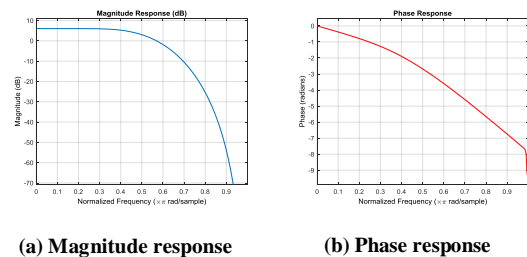 Magnitude Response (dB)
10
0
-10
-20
-30
-40
-50
-60
-70
Magnitude (dB)
0 0.1 0.2 0.3 0.4 0.5 0.6 0.7 0.8 0.9
Normalized Frequency (×π rad/sample)
Phase Response
0
-1
-2
-3
-4
-5
-6
-7
-8
-9
Phase (radians)
0 0.1 0.2 0.3 0.4 0.5 0.6 0.7 0.8 0.9
Normalized Frequency (×π rad/sample)
(a) Magnitude response
(b) Phase response